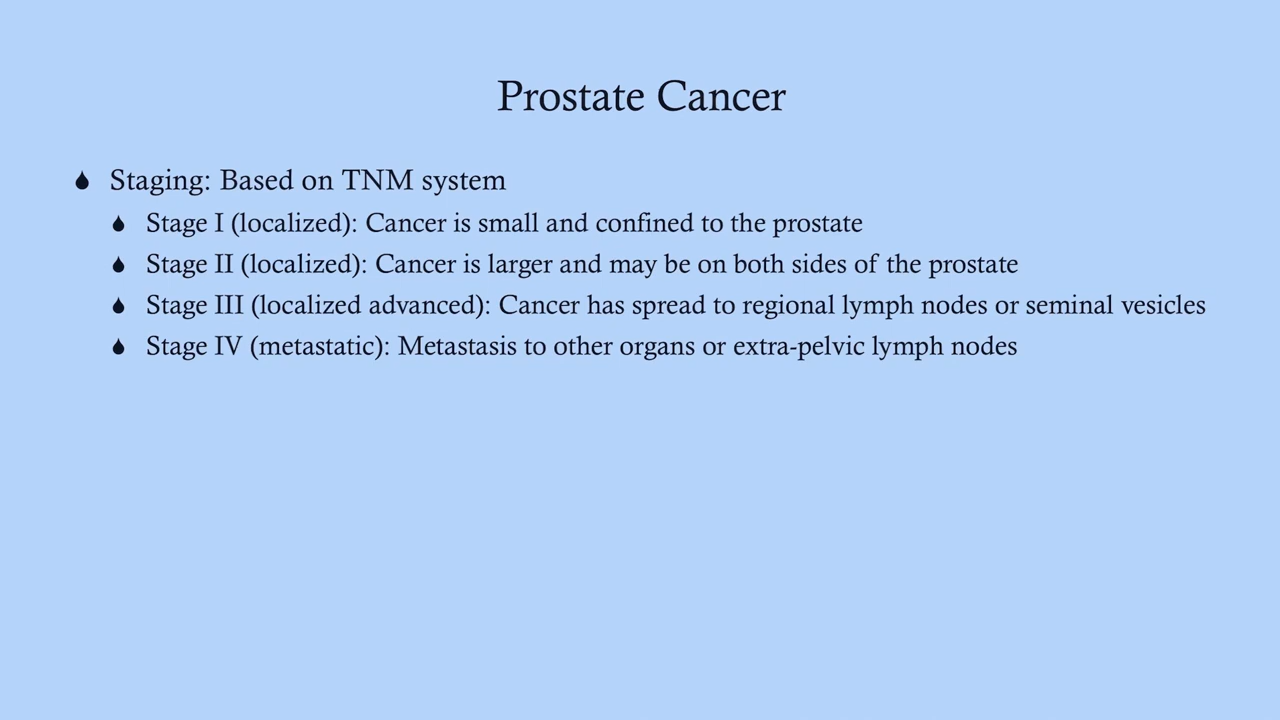 Prostate Cancer
Staging: Based on TNM system
Stage I (localized): Cancer is small and confined to the prostate
Stage II (localized): Cancer is larger and may be on both sides of the prostate
Stage III (localized advanced): Cancer has spread to regional lymph nodes or seminal vesicles
Stage IV (metastatic): Metastasis to other organs or extra-pelvic lymph nodes